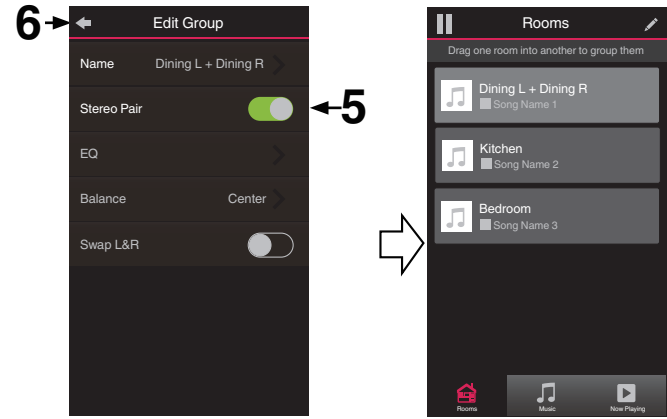 6
Edit Group
Name Dining L + Dining R
Stereo Pair
5
EQ
Balance Center
Swap L&R
Rooms
Drag one room into another to group them
Dining L + Dining R
Song Name 1
Kitchen
Song Name 2
Bedroom
Song Name 3
Rooms Music Now Playing